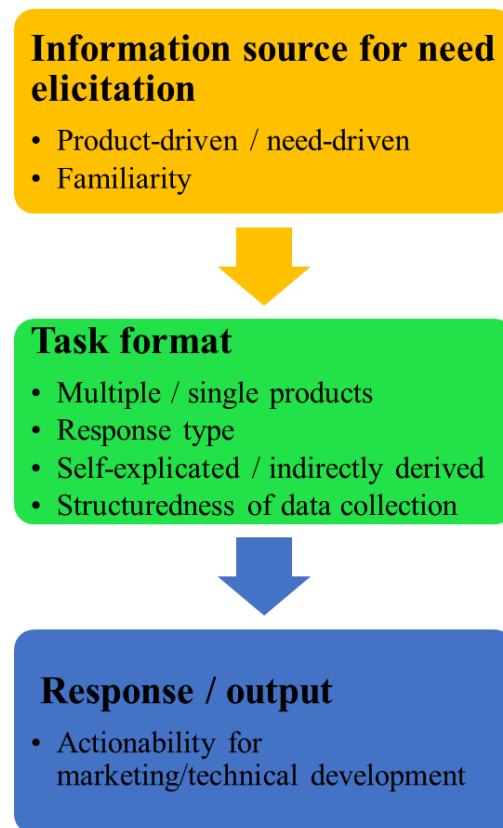 Information source for need
elicitation
• Product-driven / need-driven
• Familiarity
Task format
• Multiple / single products
• Response type
• Self-explicated / indirectly derived
• Structuredness of data collection
Response / output
• Actionability for
marketing/technical development